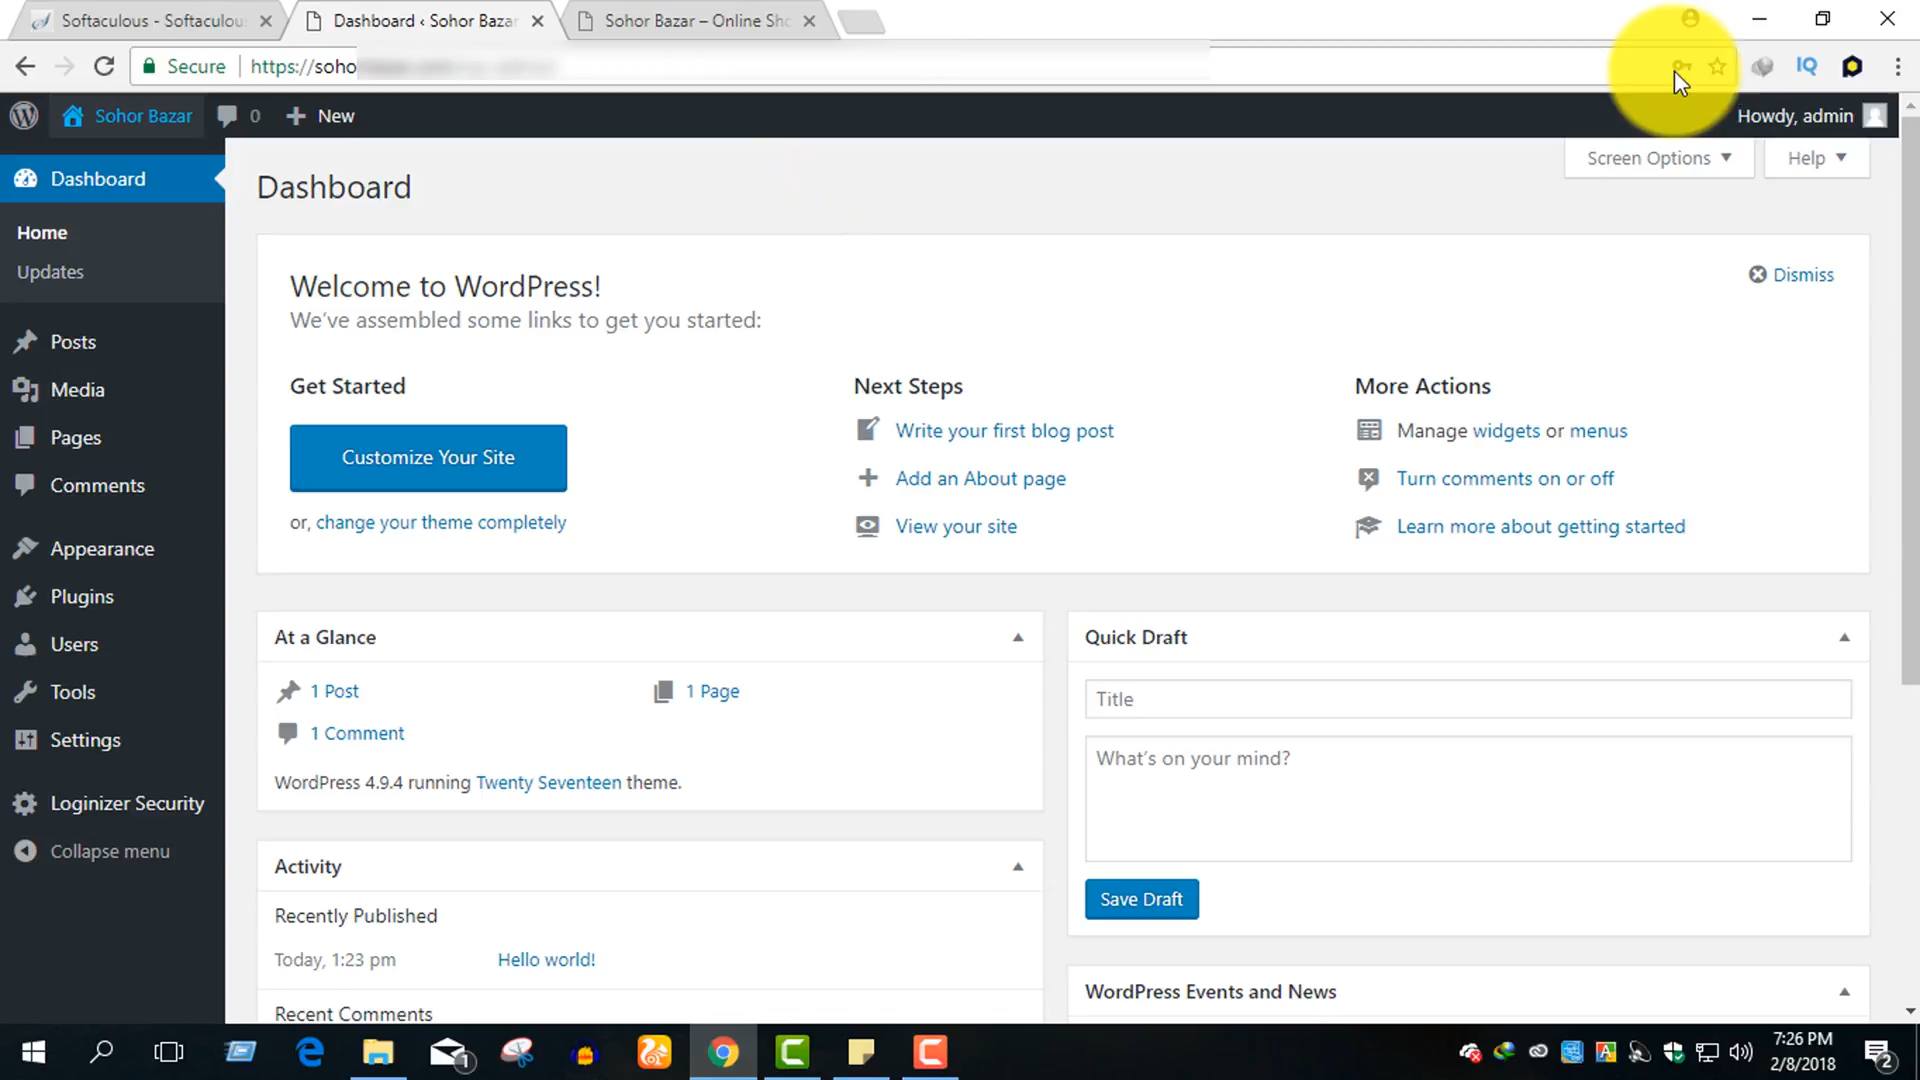 Softaculous - Softaculou
Dashboard ‹ Sohor Bazar
Sohor Bazar – Online Sho
Secure
https://soho
IQ
Sohor Bazar
0
New
Howdy, admin
Screen Options
Help
Dashboard
Home
Updates
Posts
Media
Pages
Comments
Appearance
Plugins
Users
Tools
Settings
Loginizer Security
Collapse menu
Dashboard
Welcome to WordPress!
We've assembled some links to get you started:
Dismiss
Get Started
Customize Your Site
or, change your theme completely
Next Steps
Write your first blog post
Add an About page
View your site
More Actions
Manage widgets or menus
Turn comments on or off
Learn more about getting started
At a Glance
1 Post
1 Page
1 Comment
WordPress 4.9.4 running Twenty Seventeen theme.
Activity
Recently Published
Today, 1:23 pm
Hello world!
Recent Comments
Quick Draft
Title
What's on your mind?
Save Draft
WordPress Events and News
1
7:26 PM
2/8/2018
2